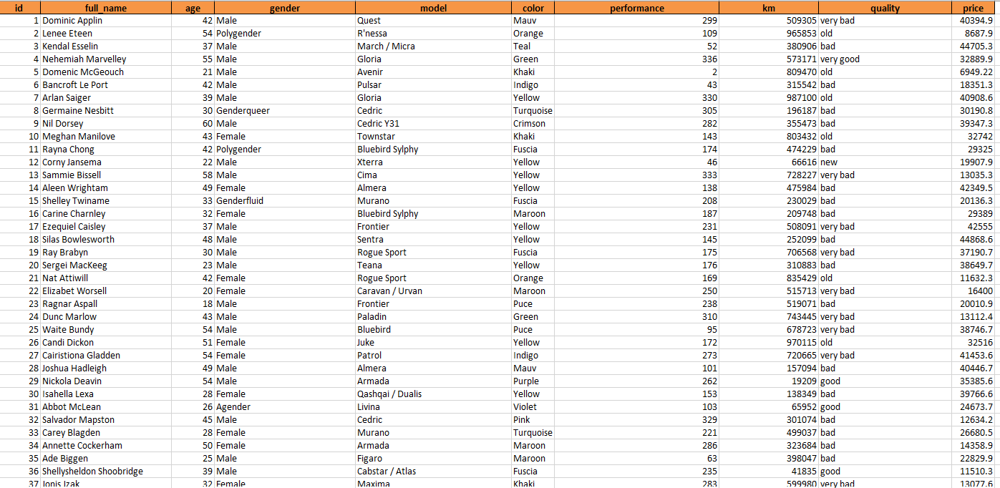 id full_name age gender model color performance km quality price
1 Dominic Applin 42 Male Quest Mauv 299 509305 very bad 40394.9
2 Lenee Eteen 54 Polygender R'nessa Orange 109 965853 old 8687.9
3 Kendal Esselin 37 Male March / Micra Teal 52 380906 bad 44705.3
4 Nehemiah Marvelley 55 Male Gloria Green 336 573171 very good 32889.9
5 Domenic McGeouch 21 Male Avenir Khaki 2 809470 old 6949.22
6 Bancroft Le Port 42 Male Pulsar Indigo 43 315542 bad 18351.3
7 Arlan Saiger 39 Male Gloria Yellow 330 987100 old 40908.6
8 Germaine Nesbitt 30 Genderqueer Cedric Turquoise 305 196187 bad 30190.8
9 Nil Dorsey 60 Male Cedric Y31 Crimson 282 355473 bad 39347.3
10 Meghan Manilove 43 Female Townstar Khaki 143 803432 old 32742
11 Rayna Chong 42 Polygender Bluebird Sylphy Fuscia 174 474229 bad 29325
12 Corny Jansema 22 Male Xterra Yellow 46 66616 new 19907.9
13 Sammie Bissell 58 Male Cima Yellow 333 728227 very bad 13035.3
14 Aleen Wrightam 49 Female Almera Yellow 138 475984 bad 42349.5
15 Shelley Twiname 33 Genderfluid Murano Fuscia 208 230029 bad 20136.3
16 Carine Charnley 32 Female Bluebird Sylphy Maroon 187 209748 bad 29389
17 Ezequiel Caisley 37 Male Frontier Yellow 231 508091 very bad 42555
18 Silas Bowlesworth 48 Male Sentra Yellow 145 252099 bad 44868.6
19 Ray Brabyn 30 Male Rogue Sport Fuscia 175 706568 very bad 37190.7
20 Sergei MacKeeg 23 Male Teana Yellow 176 310883 bad 38649.7
21 Nat Attiwill 42 Female Rogue Sport Orange 169 835429 old 11632.3
22 Elizabet Worsell 20 Female Caravan / Urvan Maroon 250 515713 very bad 16400
23 Ragnar Aspall 18 Male Frontier Puce 238 519071 bad 20010.9
24 Dunc Marlow 43 Male Paladin Green 310 743445 very bad 13112.4
25 Waite Bundy 54 Male Bluebird Puce 95 678723 very bad 38746.7
26 Candi Dickon 51 Female Juke Yellow 172 970115 old 32516
27 Cairistiona Gladden 54 Female Patrol Indigo 273 720665 very bad 41453.6
28 Joshua Hadleigh 49 Male Almera Mauv 101 157094 bad 40446.7
29 Nickola Deavin 54 Male Armada Purple 262 19209 good 35385.6
30 Isahella Lexa 28 Female Qashqai / Dualis Yellow 153 138349 bad 39766.6
31 Abbot McLean 26 Agender Livina Violet 103 65952 good 24673.7
32 Salvador Mapston 45 Male Cedric Pink 329 301074 bad 12634.2
33 Carey Blagden 28 Female Murano Turquoise 221 499037 bad 26680.5
34 Annette Cockerham 50 Female Armada Maroon 286 323684 bad 14358.9
35 Ade Biggen 25 Male Figaro Maroon 63 398047 bad 22829.9
36 Shellysheldon Shoobridge 39 Male Cabstar / Atlas Fuscia 235 41835 good 11510.3
37 Jonis Izak 32 Female Maxima Khaki 283 599980 very bad 13077.6